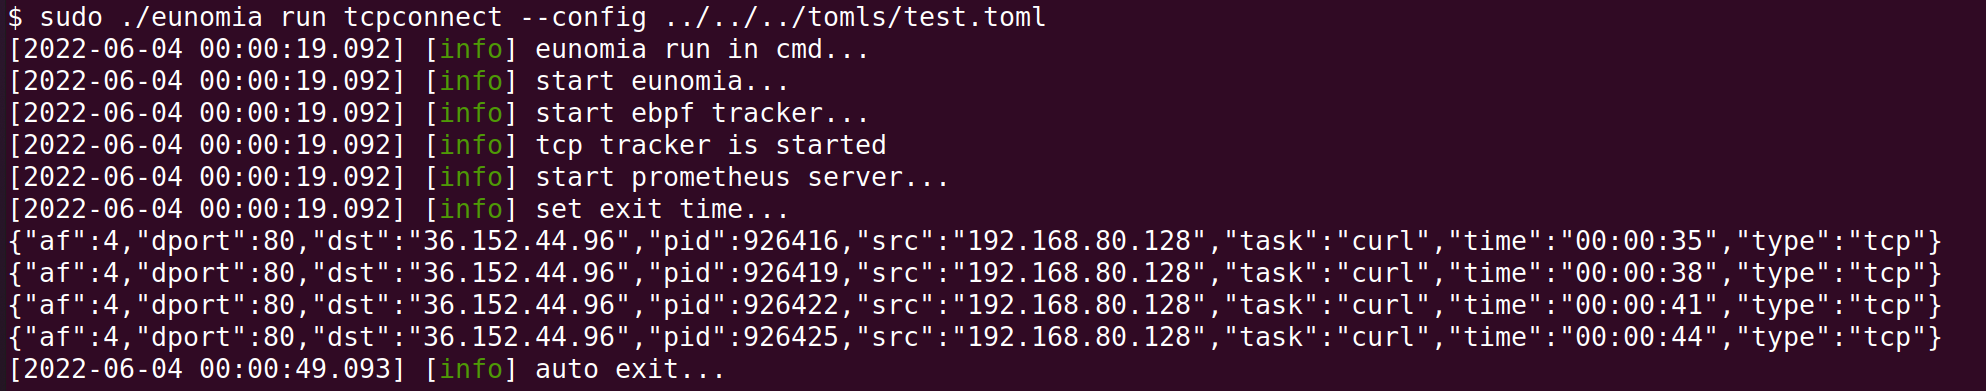 $ sudo ./eunomia run tcpconnect --config ../../../tomls/test.toml
[2022-06-04 00:00:19.092] [info] eunomia run in cmd...
[2022-06-04 00:00:19.092] [info] start eunomia...
[2022-06-04 00:00:19.092] [info] start ebpf tracker...
[2022-06-04 00:00:19.092] [info] tcp tracker is started
[2022-06-04 00:00:19.092] [info] start prometheus server...
[2022-06-04 00:00:19.092] [info] set exit time...
{"af":4,"dport":80,"dst":"36.152.44.96","pid":926416,"src":"192.168.80.128","task":"curl","time":"00:00:35","type":"tcp"}
{"af":4,"dport":80,"dst":"36.152.44.96","pid":926419,"src":"192.168.80.128","task":"curl","time":"00:00:38","type":"tcp"}
{"af":4,"dport":80,"dst":"36.152.44.96","pid":926422,"src":"192.168.80.128","task":"curl","time":"00:00:41","type":"tcp"}
{"af":4,"dport":80,"dst":"36.152.44.96","pid":926425,"src":"192.168.80.128","task":"curl","time":"00:00:44","type":"tcp"}
[2022-06-04 00:00:49.093] [info] auto exit...